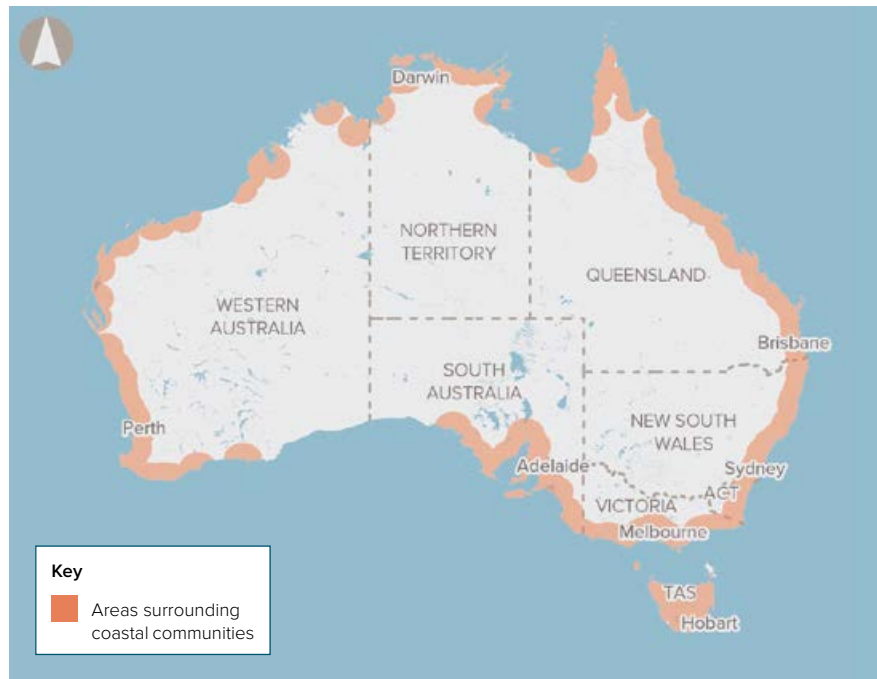 Darwin
NORTHERN
TERRITORY
QUEENSLAND
WESTERN
AUSTRALIA
Brisbane
SOUTH
AUSTRALIA
NEW SOUTH
WALES
Perth
Adelaide
Sydney
ACT
VICTORIA
Melbourne
TAS
Hobart
Key
Areas surrounding
coastal communities